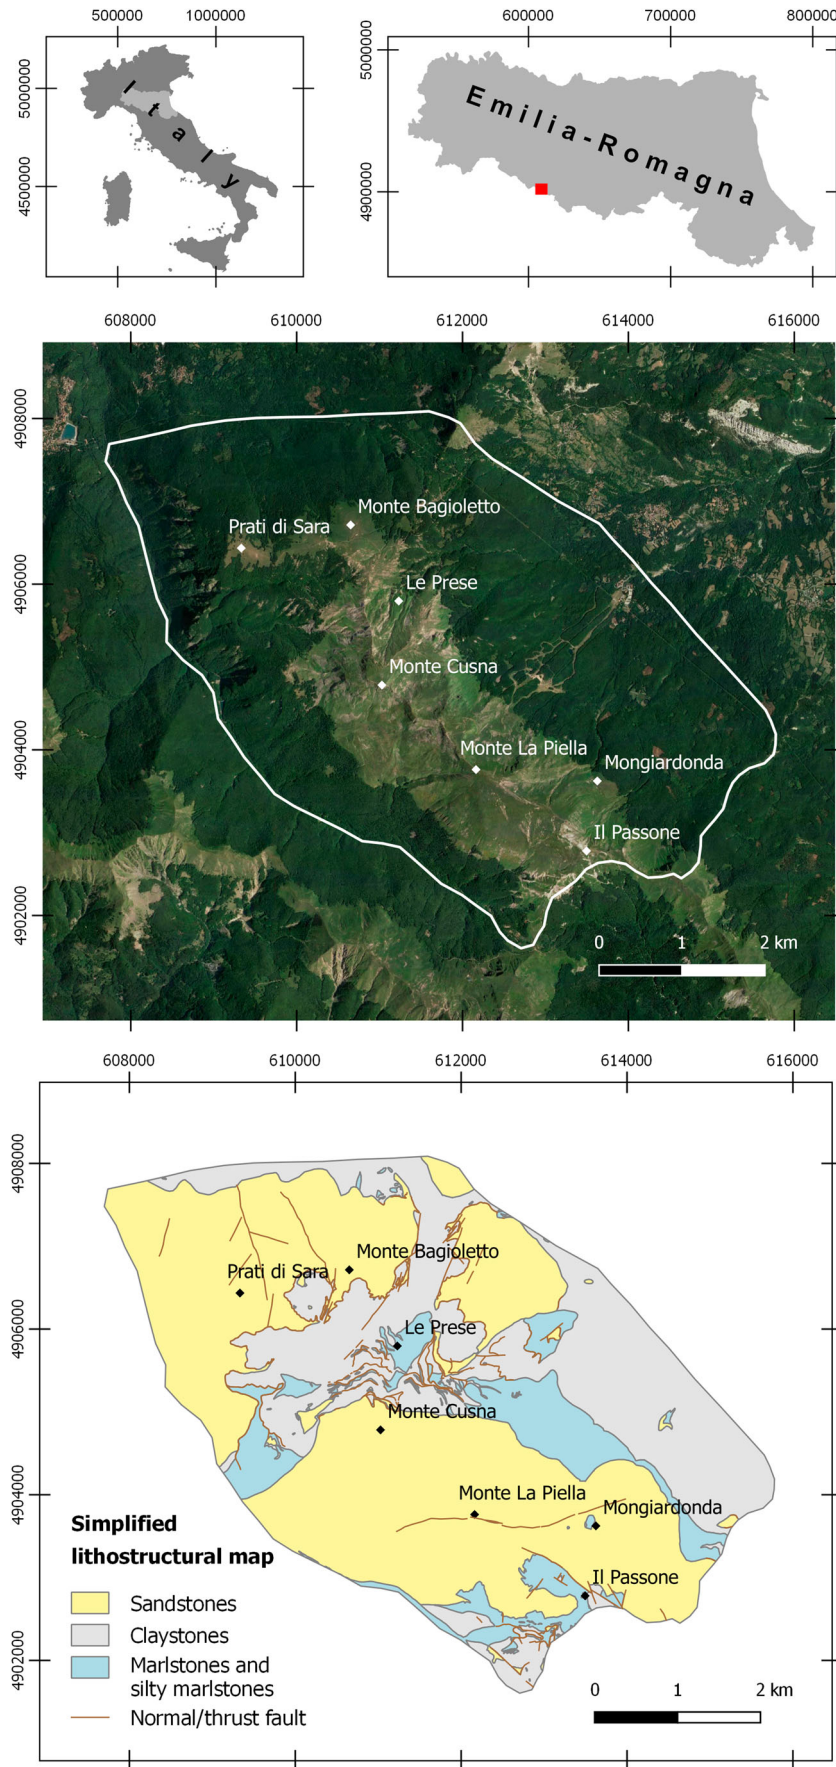 500000 1000000
5000000
4500000
Italy
600000 700000 800000
5000000
4900000
Emilia-Romagna
608000 610000 612000 614000 616000
4908000
4906000
4904000
4902000
Monte Bagioletto
Prati di Sara
Le Prese
Monte Cusna
Monte La Piella
Mongiardonda
Il Passone
0 1 2 km
608000 610000 612000 614000 616000
4908000
4906000
4904000
4902000
Monte Bagioletto
Prati di Sara
Le Prese
Monte Cusna
Monte La Piella
Mongiardonda
Il Passone
Simplified
lithostructural map
Sandstones
Claystones
Marlstones and
silty marlstones
Normal/thrust fault
0 1 2 km